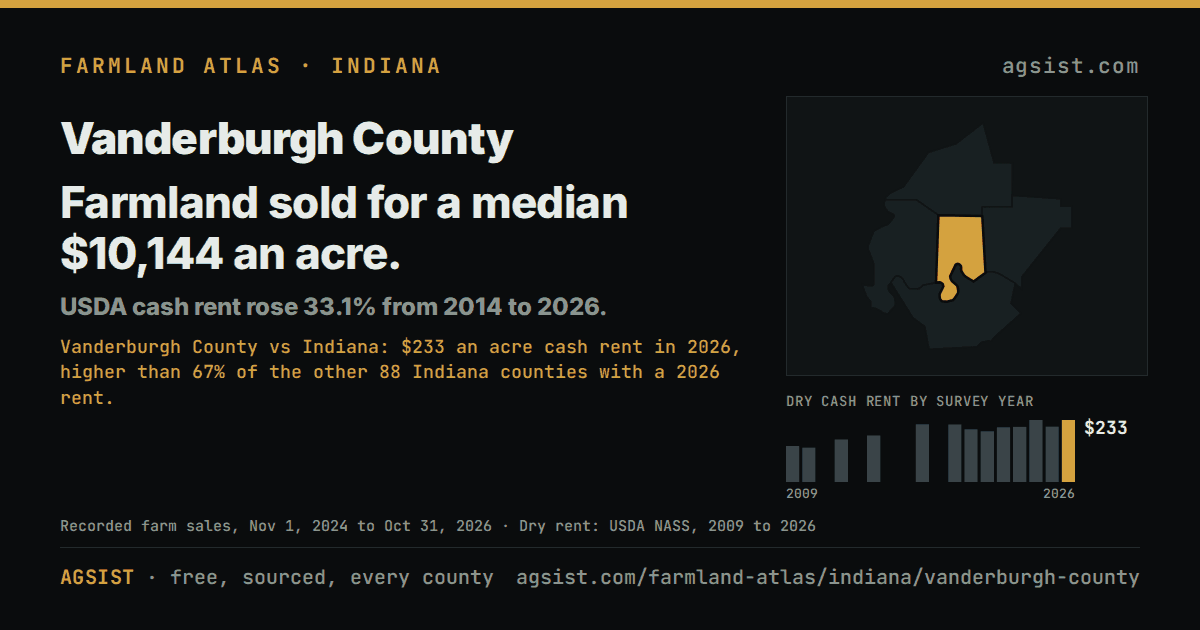 FARMLAND ATLAS · INDIANA
agsist.com
Vanderburgh County
Farmland sold for a median
$10,144 an acre.
USDA cash rent rose 33.1% from 2014 to 2026.
Vanderburgh County vs Indiana: $233 an acre cash rent in 2026,
higher than 67% of the other 88 Indiana counties with a 2026
rent.
DRY CASH RENT BY SURVEY YEAR
$233
2009
2026
Recorded farm sales, Nov 1, 2024 to Oct 31, 2026 · Dry rent: USDA NASS, 2009 to 2026
AGSIST · free, sourced, every county
agsist.com/farmland-atlas/indiana/vanderburgh-county